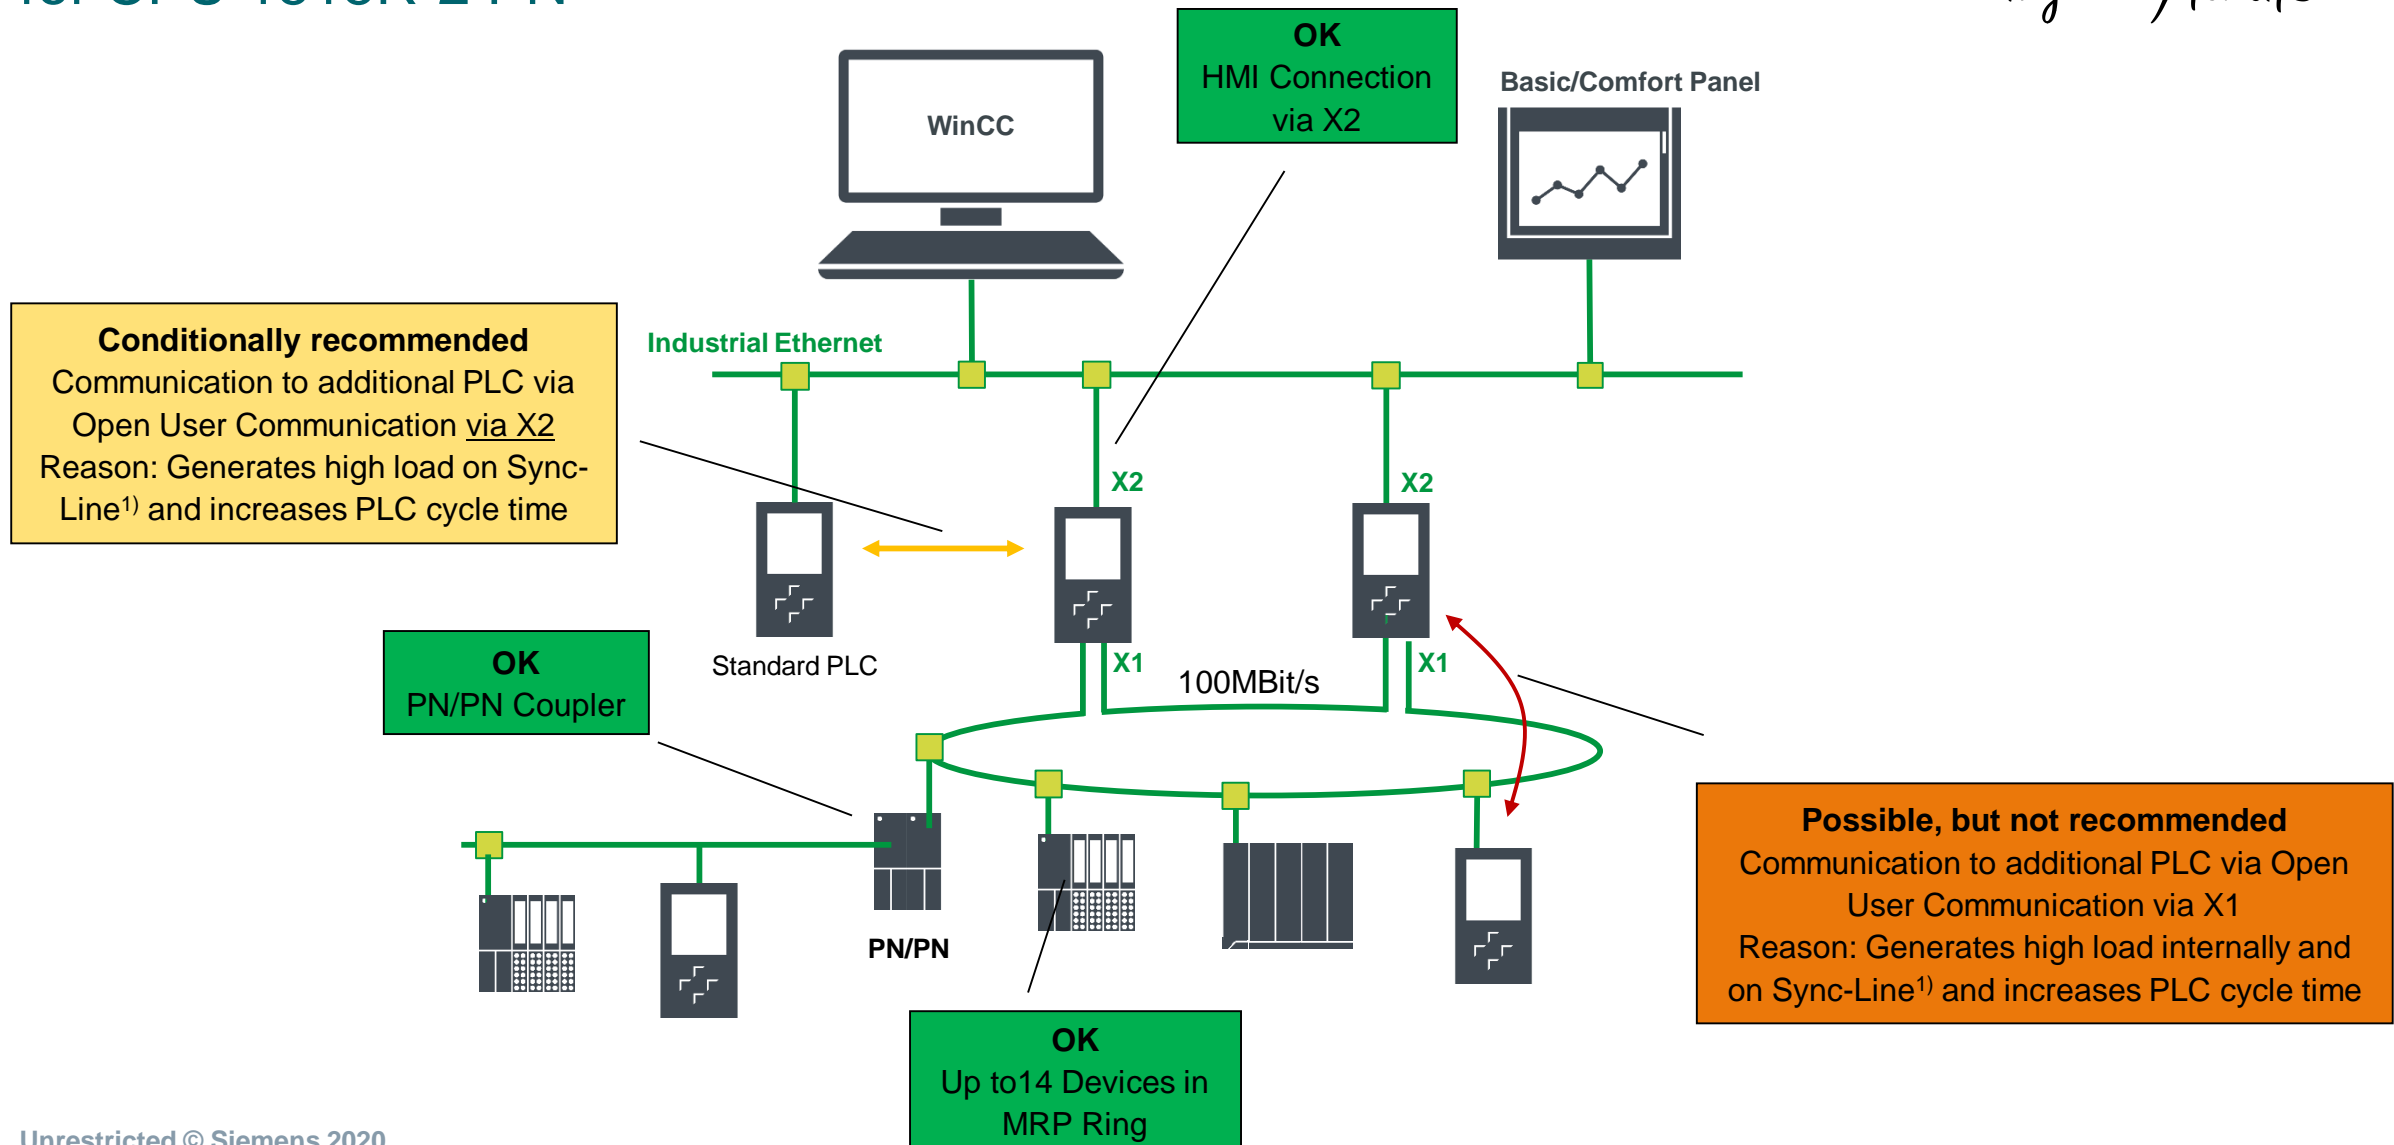 OK
HMI Connection
via X2
Basic/Comfort Panel
WinCC
Industrial Ethernet
Conditionally recommended
Communication to additional PLC via
Open User Communication via X2
Reason: Generates high load on Sync-
Line1) and increases PLC cycle time
X2
X2
OK
PN/PN Coupler
Standard PLC
X1
100MBit/s
X1
Possible, but not recommended
Communication to additional PLC via Open
User Communication via X1
Reason: Generates high load internally and
on Sync-Line1) and increases PLC cycle time
PN/PN
OK
Up to14 Devices in
MRP Ring
Unrestricted © Siemens 2020